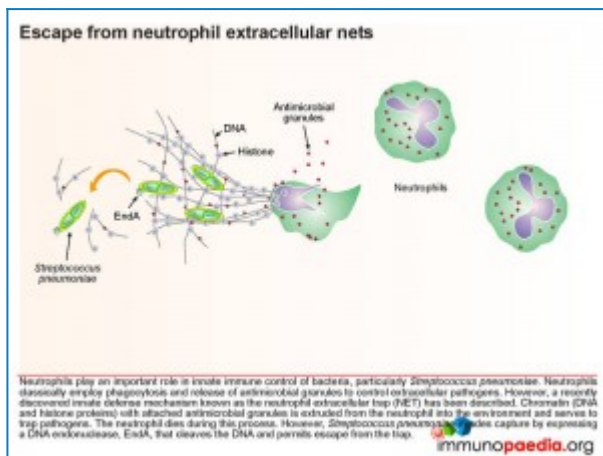 Escape from neutrophil extracellular nets
DNA
Histone
Antimicrobial
granules
Neutrophils
EndA
Streptococcus
pneumoniae
Neutrophils play an important role in innate immune control of bacteria, particularly Streptococcus pneumoniae. Neutrophils
classically employ phagocytosis and release of antimicrobial granules to control extracellular pathogens. However, a recently
discovered innate defense mechanism known as the neutrophil extracellular trap (NET) has been described. Chromatin (DNA
and histone proteins) with attached antimicrobial granules is extruded from the neutrophil into the environment and serves to
trap pathogens. The neutrophil dies during this process. However, Streptococcus capture by expressing
a DNA endonuclease, EndA, that cleaves the DNA and permits escape from the trap.
immunopaedia.org